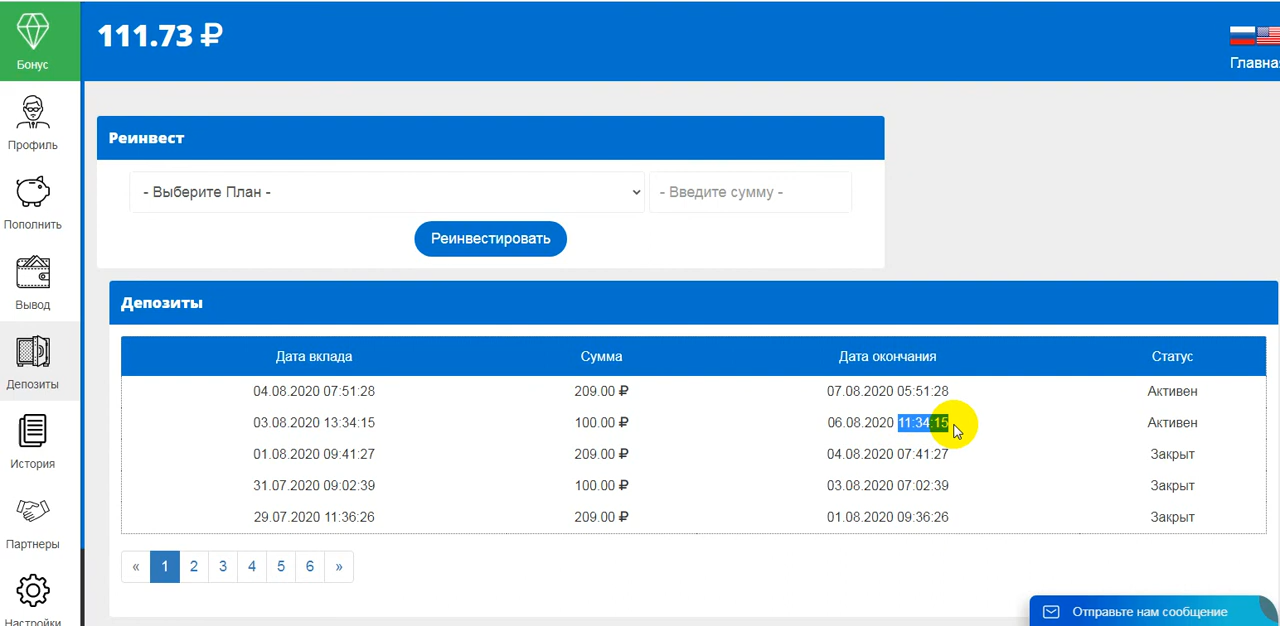 111.73 ₽
Бонус
Главна
Профиль
Пополнить
Вывод
Депозиты
История
Партнеры
Настройки
Реинвест
- Выберите План -
- Введите сумму -
Реинвестировать
Депозиты
Дата вклада Сумма Дата окончания Статус
04.08.2020 07:51:28 209.00 ₽ 07.08.2020 05:51:28 Активен
03.08.2020 13:34:15 100.00 ₽ 06.08.2020 11:34:15 Активен
01.08.2020 09:41:27 209.00 ₽ 04.08.2020 07:41:27 Закрыт
31.07.2020 09:02:39 100.00 ₽ 03.08.2020 07:02:39 Закрыт
29.07.2020 11:36:26 209.00 ₽ 01.08.2020 09:36:26 Закрыт
« 1 2 3 4 5 6 »
Отправьте нам сообщение